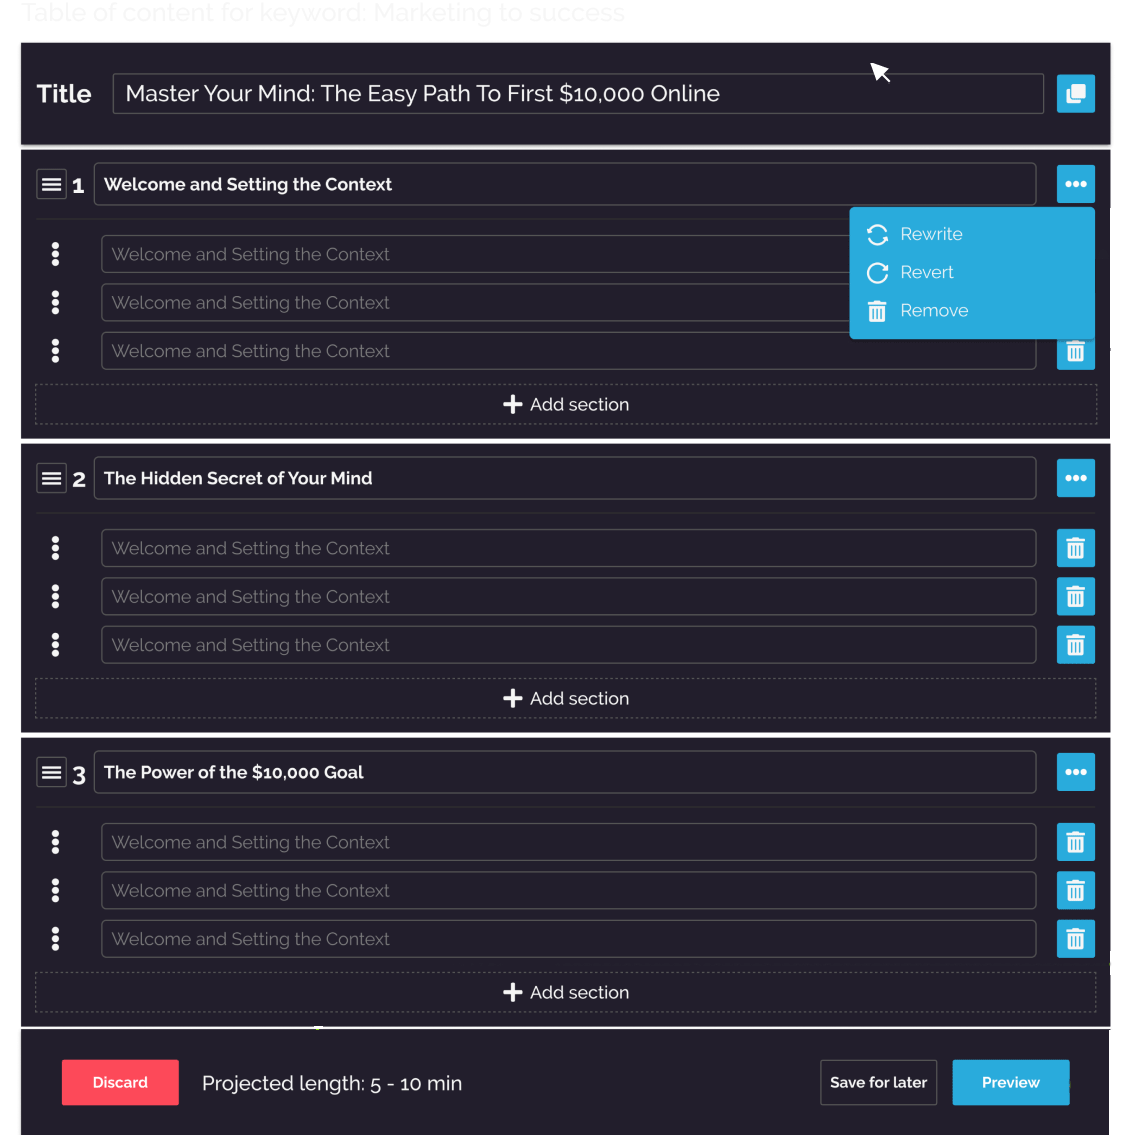 Table of content for keyword: Marketing to success
Title
Master Your Mind: The Easy Path To First $10,000 Online
1
Welcome and Setting the Context
Rewrite
Revert
Remove
Welcome and Setting the Context
Welcome and Setting the Context
Welcome and Setting the Context
Add section
2
The Hidden Secret of Your Mind
Welcome and Setting the Context
Welcome and Setting the Context
Welcome and Setting the Context
Add section
3
The Power of the $10,000 Goal
Welcome and Setting the Context
Welcome and Setting the Context
Welcome and Setting the Context
Add section
Discard
Projected length: 5 - 10 min
Save for later
Preview